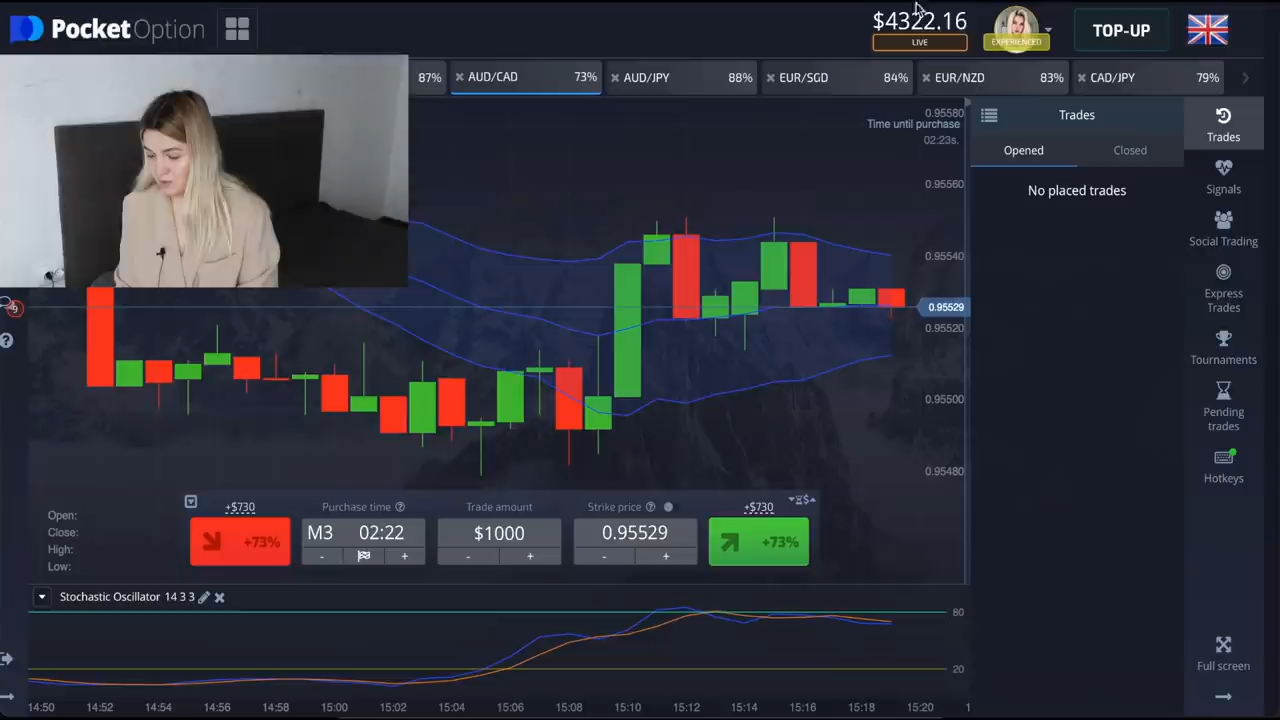 PocketOption
$4322.16
LIVE
EXPERIENCED
TOP-UP
87%
AUD/CAD 73%
AUD/JPY 88%
EUR/SGD 84%
EUR/NZD 83%
CAD/JPY 79%
0.95580
Time until purchase
02:23s.
0.95560
0.95540
0.95529
0.95520
0.95500
0.95480
Trades
Opened Closed
No placed trades
Trades
Signals
Social Trading
Express
Trades
Tournaments
Pending
trades
Hotkeys
Full screen
Open:
Close:
High:
Low:
+$730
+73%
Purchase time
M3 02:22
- +
Trade amount
$1000
- +
Strike price
0.95529
- +
+$730
+73%
Stochastic Oscillator 14 3 3
80
20
14:50 14:52 14:54 14:56 14:58 15:00 15:02 15:04 15:06 15:08 15:10 15:12 15:14 15:16 15:18 15:20 1